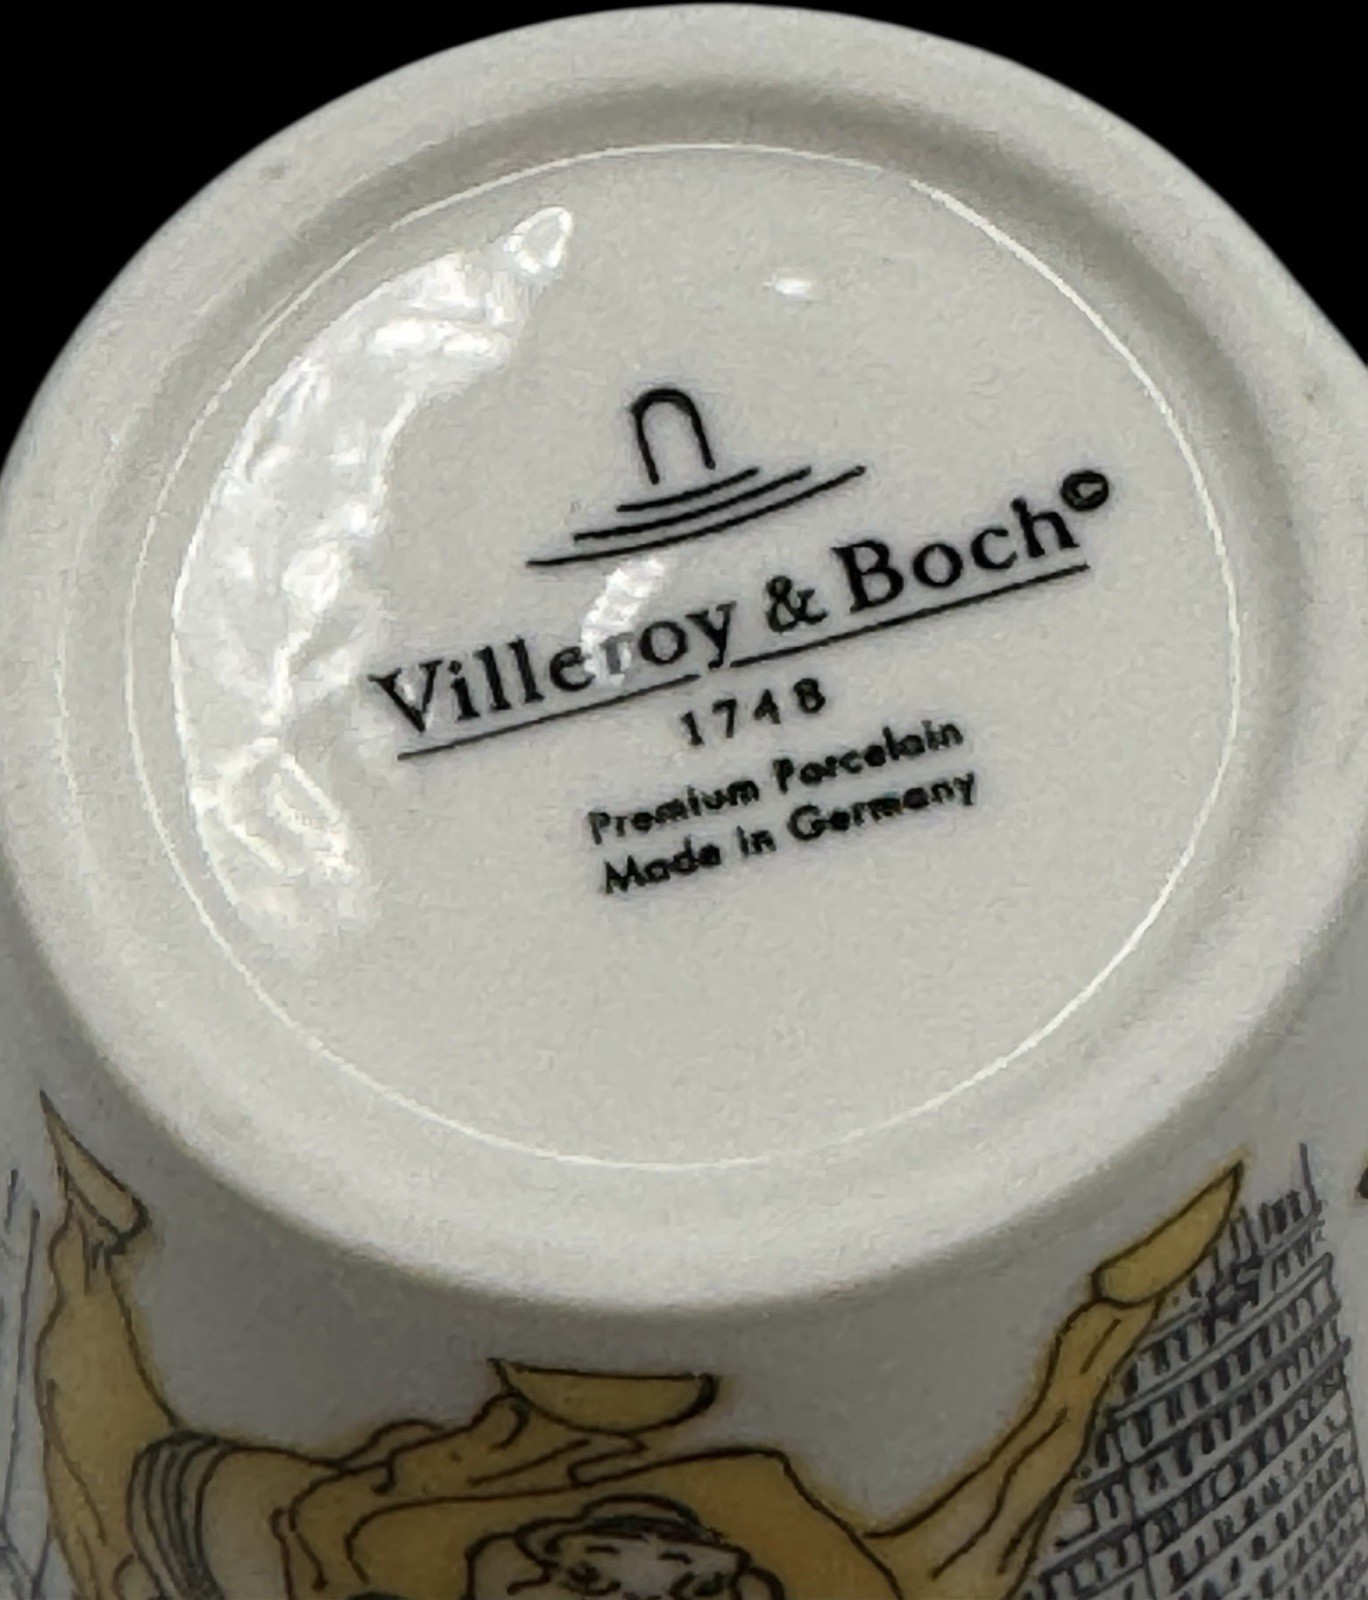 Villeroy & Boch©
1748
Premium Porcelain
Made in Germany